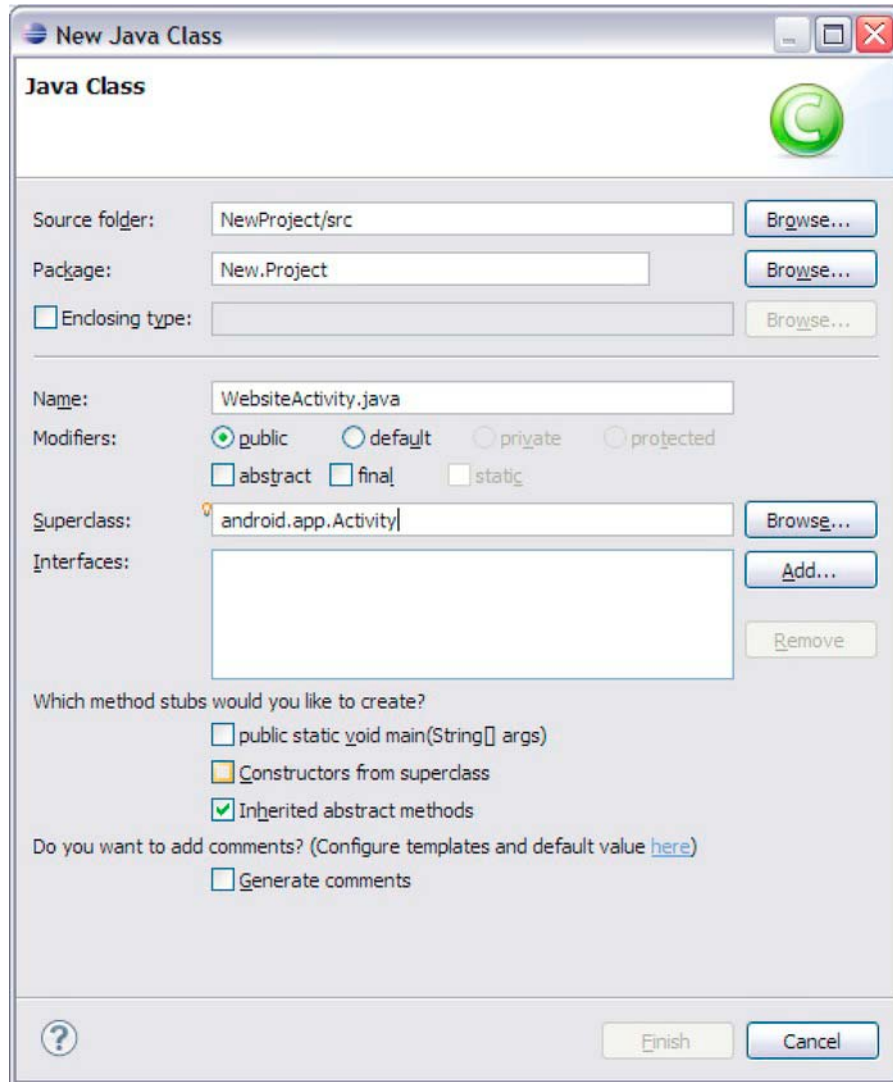 New Java Class
Java Class
Source folder: NewProject/src Browse...
Package: New.Project Browse...
Enclosing type: Browse...
Name: WebsiteActivity.java
Modifiers: public default private protected
abstract final static
Superclass: android.app.Activity Browse...
Interfaces: Add...
Remove
Which method stubs would you like to create?
public static void main(String[] args)
Constructors from superclass
Inherited abstract methods
Do you want to add comments? (Configure templates and default value here)
Generate comments
? Finish Cancel